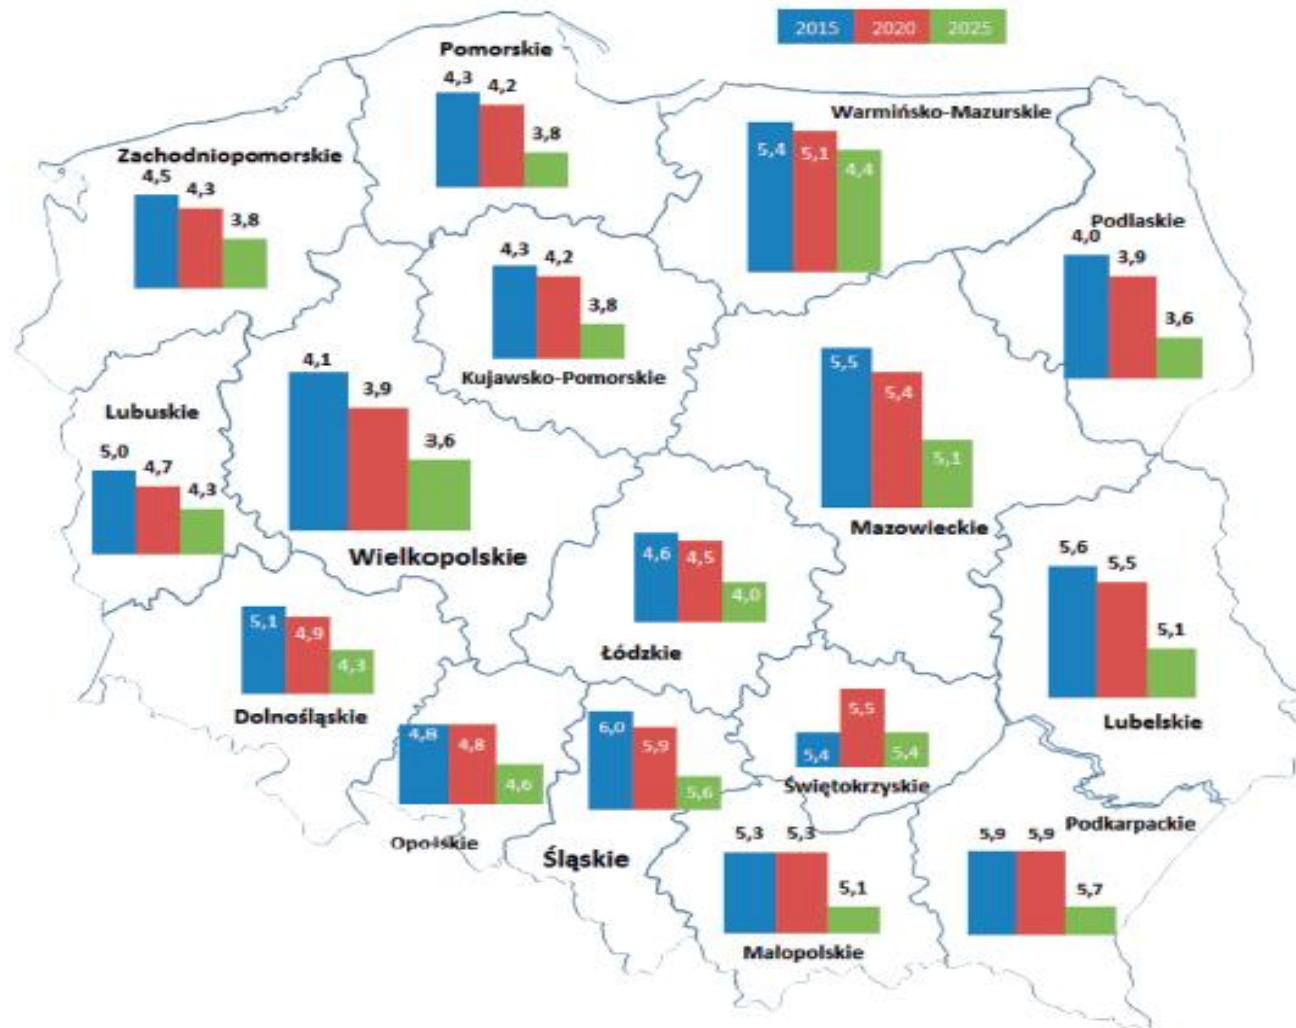 2015 2020 2025
Pomorskie
4,3 4,2 3,8
Warmińsko-Mazurskie
5,4 5,1 4,4
Zachodniopomorskie
4,5 4,3 3,8
Podlaskie
4,0 3,9 3,6
4,3 4,2 3,8
Kujawsko-Pomorskie
4,1 3,9 3,6
Wielkopolskie
Lubuskie
5,0 4,7 4,3
5,5 5,4 5,1
Mazowieckie
4,6 4,5 4,0
Łódzkie
5,6 5,5 5,1
Lubelskie
5,1 4,9 4,3
Dolnośląskie
4,8 4,8 4,6
Opolskie
6,0 5,9 5,6
Śląskie
5,4 5,5 5,4
Świętokrzyskie
5,3 5,3 5,1
Małopolskie
Podkarpackie
5,9 5,9 5,7